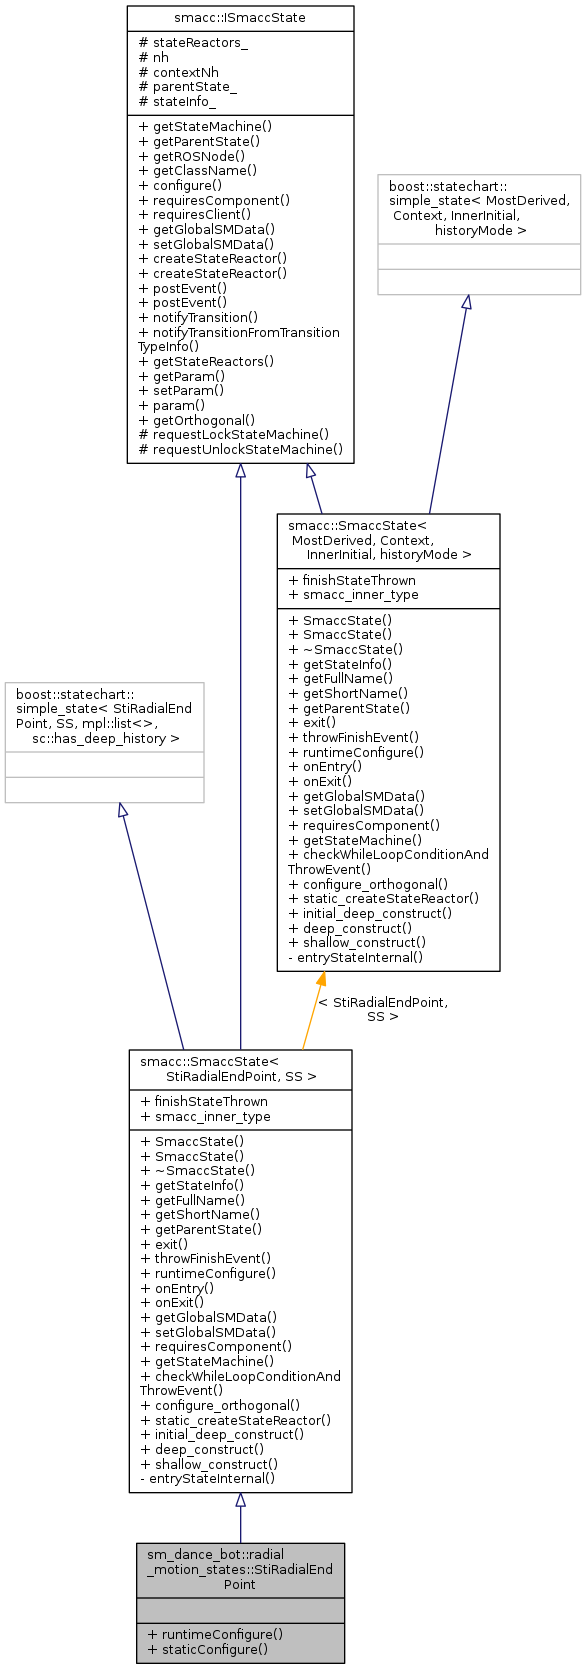 smacc::ISmaccState
# stateReactors_
# nh
# contextNh
# parentState_
# stateInfo_
+ getStateMachine()
+ getParentState()
+ getROSNode()
+ getClassName()
+ configure()
+ requiresComponent()
+ requiresClient()
+ getGlobalSMData()
+ setGlobalSMData()
+ createStateReactor()
+ createStateReactor()
+ postEvent()
+ postEvent()
+ notifyTransition()
+ notifyTransitionFromTransition
TypeInfo()
+ getStateReactors()
+ getParam()
+ setParam()
+ param()
+ getOrthogonal()
# requestLockStateMachine()
# requestUnlockStateMachine()
boost::statechart::
simple_state< MostDerived,
Context, InnerInitial,
historyMode >
smacc::SmaccState<
MostDerived, Context,
InnerInitial, historyMode >
+ finishStateThrown
+ smacc_inner_type
+ SmaccState()
+ SmaccState()
+ ~SmaccState()
+ getStateInfo()
+ getFullName()
+ getShortName()
+ getParentState()
+ exit()
+ throwFinishEvent()
+ runtimeConfigure()
+ onEntry()
+ onExit()
+ getGlobalSMData()
+ setGlobalSMData()
+ requiresComponent()
+ getStateMachine()
+ checkWhileLoopConditionAnd
ThrowEvent()
+ configure_orthogonal()
+ static_createStateReactor()
+ initial_deep_construct()
+ deep_construct()
+ shallow_construct()
- entryStateInternal()
boost::statechart::
simple_state< StiRadialEnd
Point, SS, mpl::list<>,
sc::has_deep_history >
< StiRadialEndPoint,
SS >
smacc::SmaccState<
StiRadialEndPoint, SS >
+ finishStateThrown
+ smacc_inner_type
+ SmaccState()
+ SmaccState()
+ ~SmaccState()
+ getStateInfo()
+ getFullName()
+ getShortName()
+ getParentState()
+ exit()
+ throwFinishEvent()
+ runtimeConfigure()
+ onEntry()
+ onExit()
+ getGlobalSMData()
+ setGlobalSMData()
+ requiresComponent()
+ getStateMachine()
+ checkWhileLoopConditionAnd
ThrowEvent()
+ configure_orthogonal()
+ static_createStateReactor()
+ initial_deep_construct()
+ deep_construct()
+ shallow_construct()
- entryStateInternal()
sm_dance_bot::radial
_motion_states::StiRadialEnd
Point
+ runtimeConfigure()
+ staticConfigure()